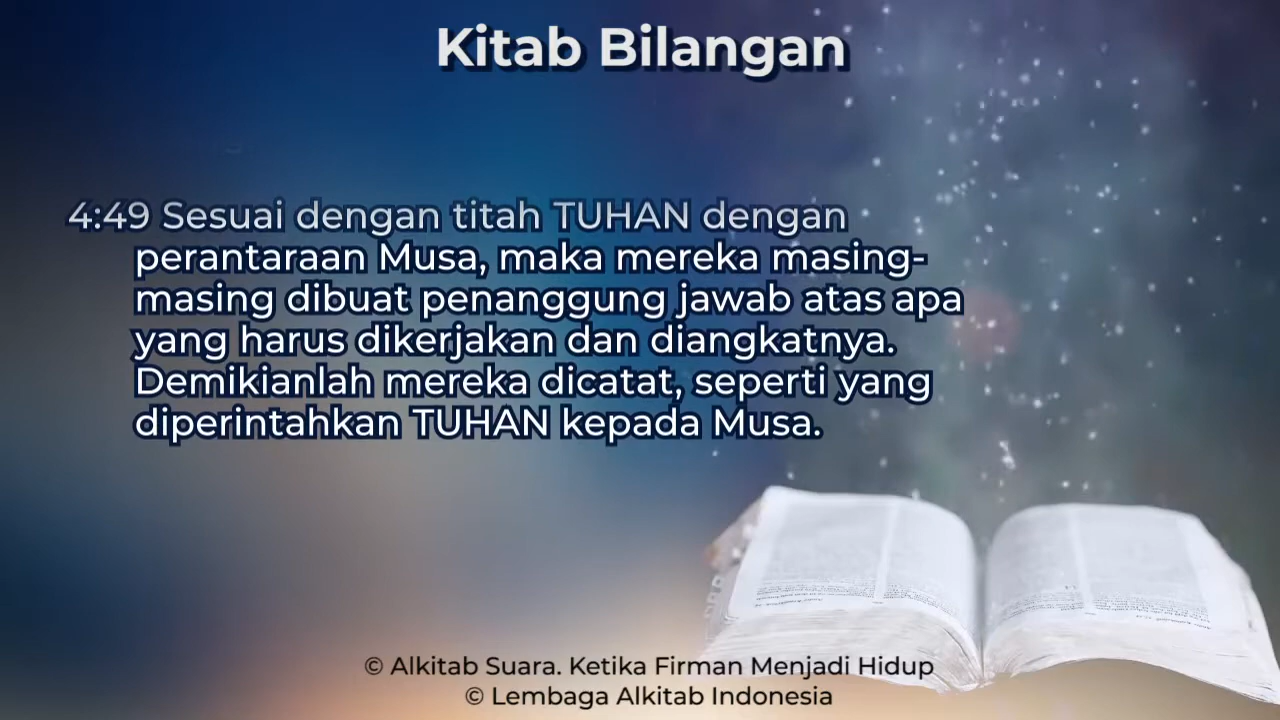 Kitab Bilangan
4:49 Sesuai dengan titah TUHAN dengan
perantaraan Musa, maka mereka masing-
masing dibuat penanggung jawab atas apa
yang harus dikerjakan dan diangkatnya.
Demikianlah mereka dicatat, seperti yang
diperintahkan TUHAN kepada Musa.
© Alkitab Suara. Ketika Firman Menjadi Hidup
© Lembaga Alkitab Indonesia